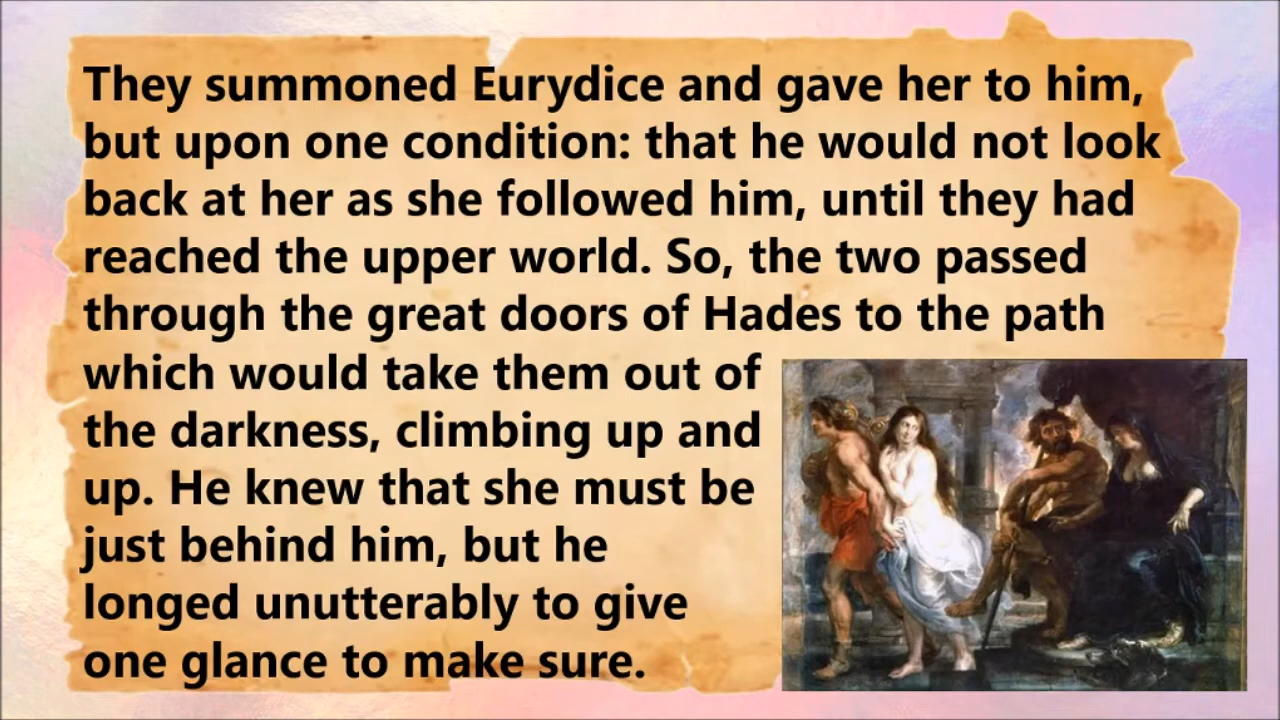 They summoned Eurydice and gave her to him,
but upon one condition: that he would not look
back at her as she followed him, until they had
reached the upper world. So, the two passed
through the great doors of Hades to the path
which would take them out of
the darkness, climbing up and
up. He knew that she must be
just behind him, but he
longed unutterably to give
one glance to make sure.